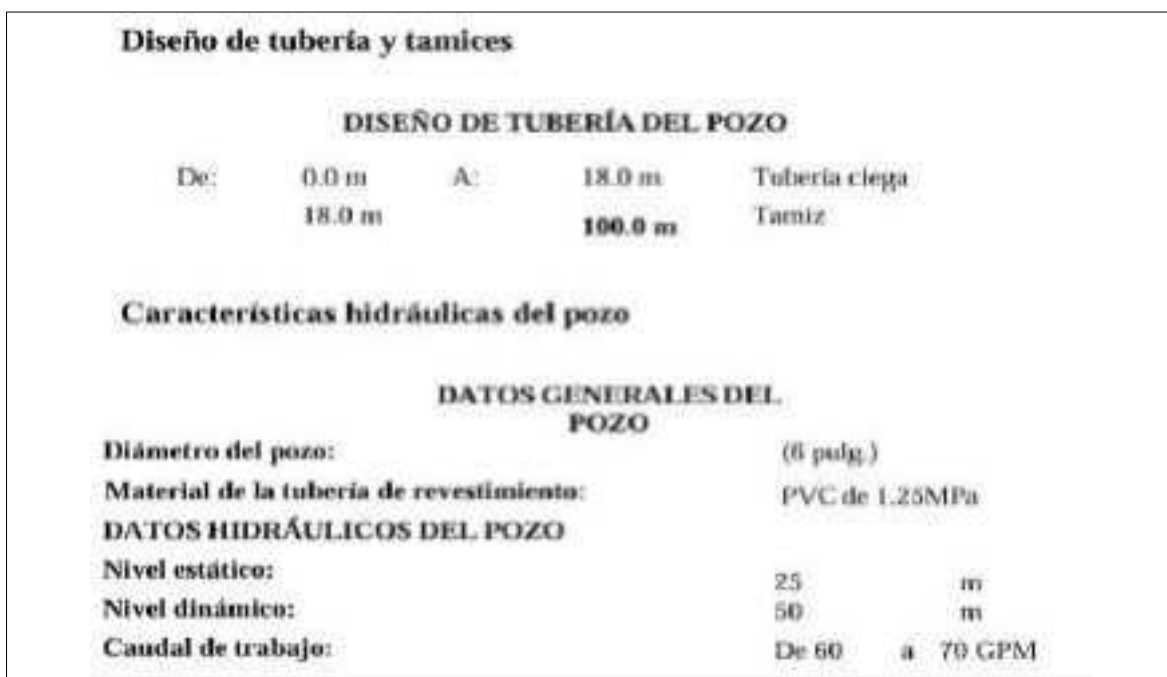 Diseño de tubería y tamices
DISEÑO DE TUBERÍA DEL POZO
De: 0.0 m A: 18.0 m Tubería ciega
18.0 m 100.0 m Tamiz
Características hidráulicas del pozo
DATOS GENERALES DEL
POZO
Diámetro del pozo: (6 pulg.)
Material de la tubería de revestimiento: PVC de 1.25MPa
DATOS HIDRÁULICOS DEL POZO
Nivel estático: 25 m
Nivel dinámico: 50 m
Caudal de trabajo: De 60 a 70 GPM